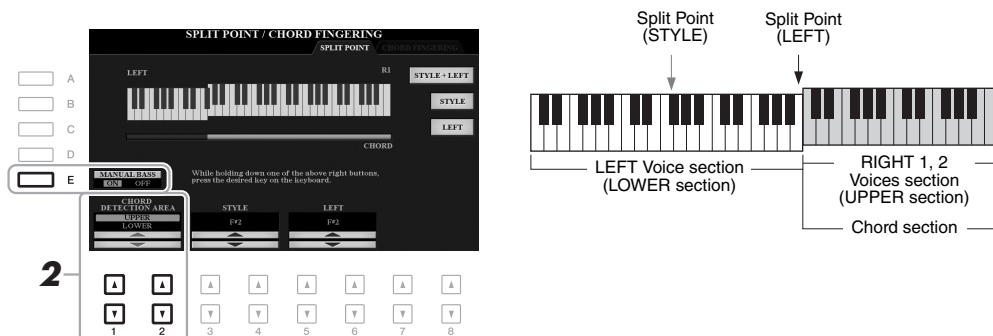 SPLIT POINT / CHORD FINGERING
SPLIT POINT
CHORD FINGERING
LEFT
R1
STYLE + LEFT
STYLE
LEFT
CHORD
A
B
C
D
E
MANUAL BASS
ON OFF
While holding down one of the above right buttons,
press the desired key on the keyboard.
CHORD
DETECTION AREA
UPPER
LOWER
STYLE
F#2
LEFT
F#2
2
1 2 3 4 5 6 7 8
Split Point
(STYLE)
Split Point
(LEFT)
LEFT Voice section
(LOWER section)
RIGHT 1, 2
Voices section
(UPPER section)
Chord section